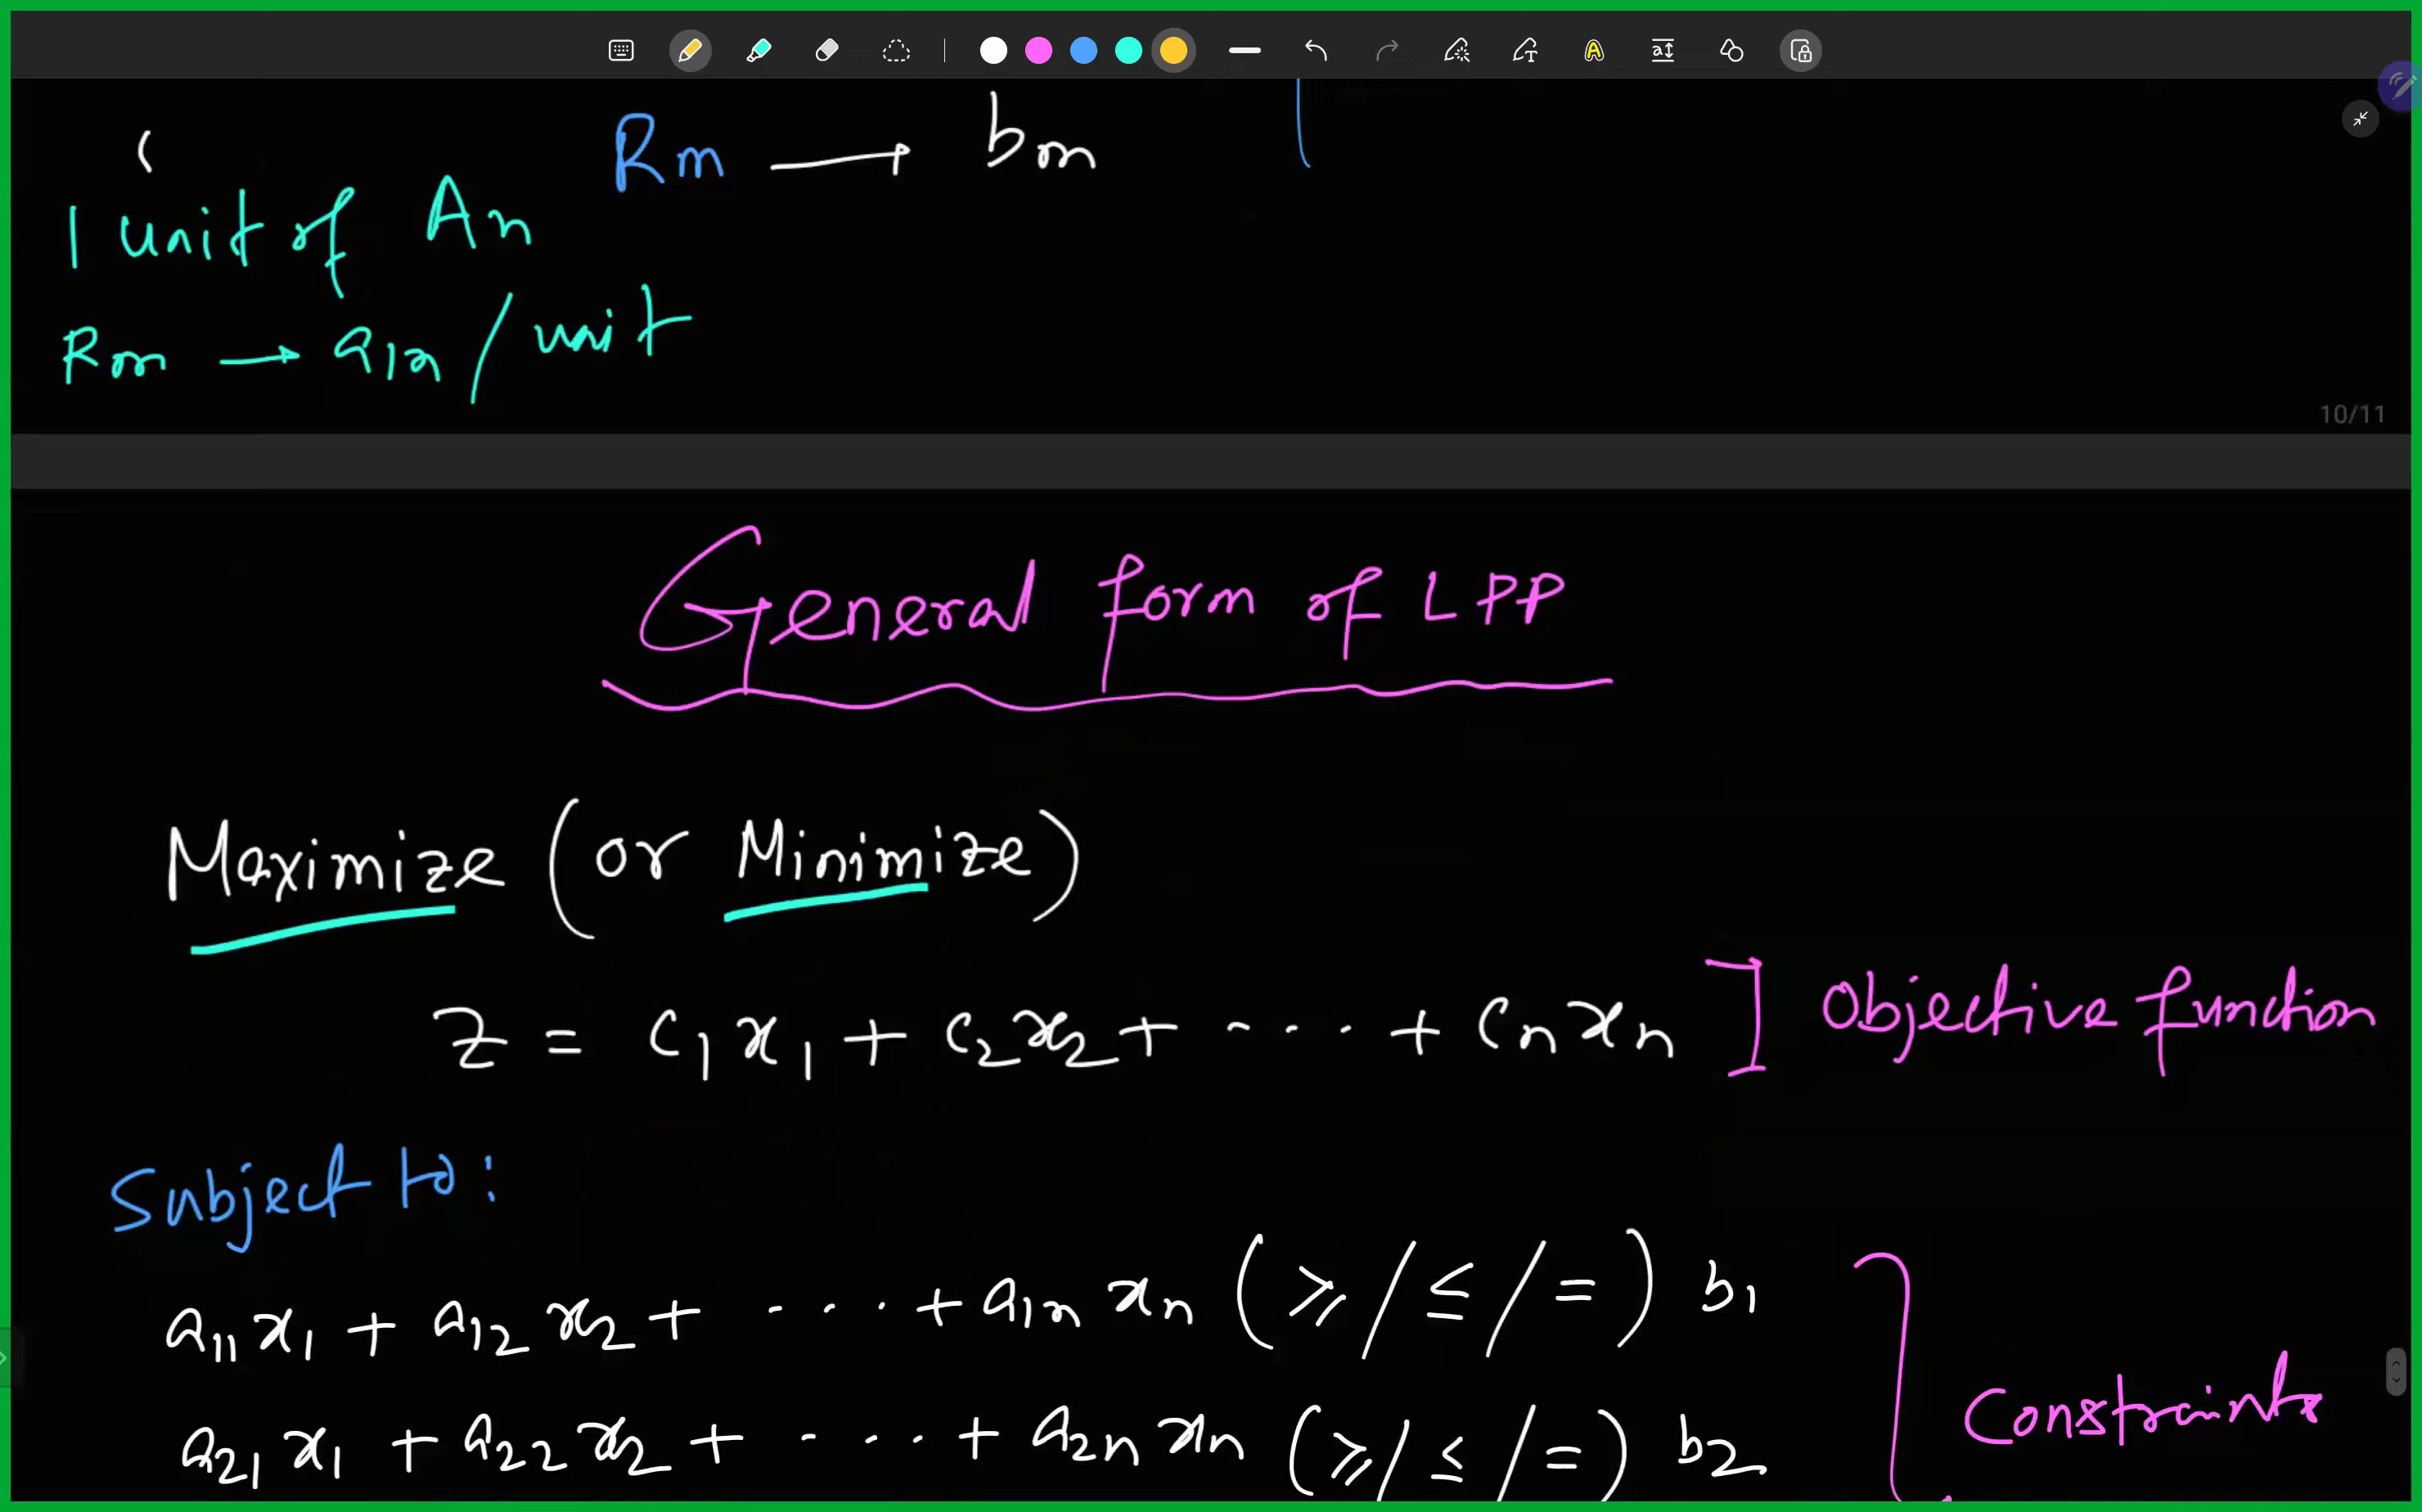 Rm → bm
1 unit of An
Rm → a1n / unit
10/11
General form of LPP
Maximize (or Minimize)
Z = c1x1 + c2x2 + ---- + cnxn ] Objective function
Subject to:
a11x1 + a12x2 + .... + a1nxn (≥/≤/=) b1
a21x1 + a22x2 + .... + a2nxn (≥/≤/=) b2
Constraints